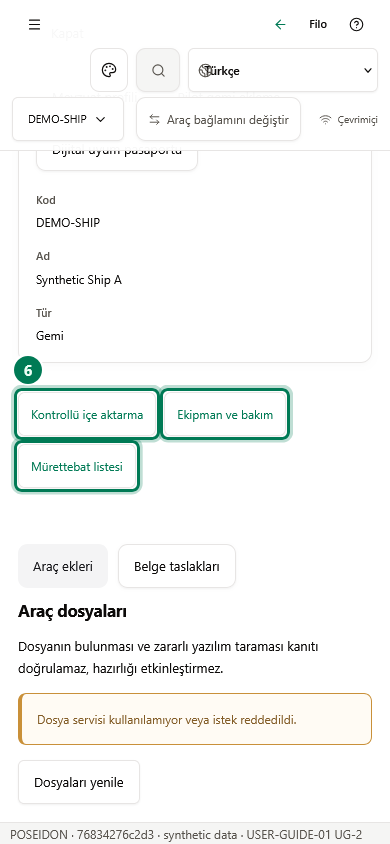 Filo
Türkçe
DEMO-SHIP
Araç bağlamını değiştir
Çevrimiçi
Dijital uyum pasaportu
Kod
DEMO-SHIP
Ad
Synthetic Ship A
Tür
Gemi
6
Kontrollü içe aktarma
Ekipman ve bakım
Mürettebat listesi
Araç ekleri
Belge taslakları
Araç dosyaları
Dosyanın bulunması ve zararlı yazılım taraması kanıtı
doğrulamaz, hazırlığı etkinleştirmez.
Dosya servisi kullanılamıyor veya istek reddedildi.
Dosyaları yenile
POSEIDON · 76834276c2d3 · synthetic data · USER-GUIDE-01 UG-2